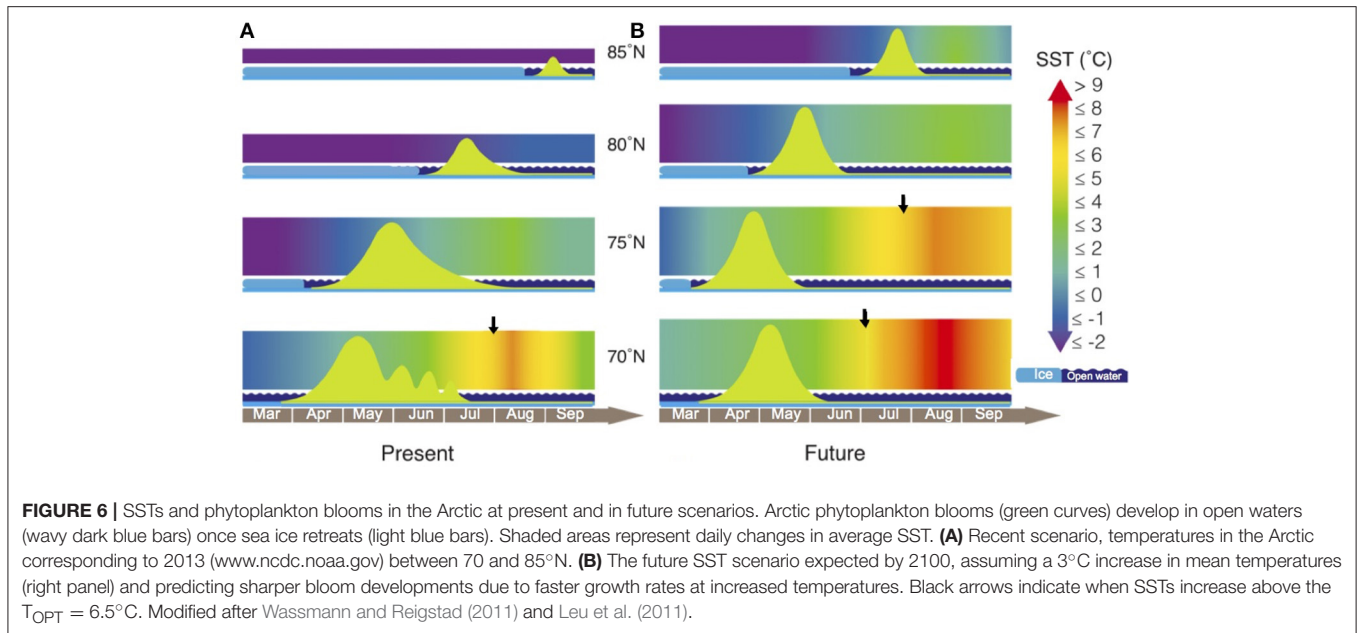 A
B
85°N
80°N
75°N
70°N
SST (°C)
> 9
≤ 8
≤ 7
≤ 6
≤ 5
≤ 4
≤ 3
≤ 2
≤ 1
≤ 0
≤ -1
≤ -2
Ice Open water
Mar Apr May Jun Jul Aug Sep
Mar Apr May Jun Jul Aug Sep
Present
Future
FIGURE 6 | SSTs and phytoplankton blooms in the Arctic at present and in future scenarios. Arctic phytoplankton blooms (green curves) develop in open waters
(wavy dark blue bars) once sea ice retreats (light blue bars). Shaded areas represent daily changes in average SST. (A) Recent scenario, temperatures in the Arctic
corresponding to 2013 (www.ncdc.noaa.gov) between 70 and 85°N. (B) The future SST scenario expected by 2100, assuming a 3°C increase in mean temperatures
(right panel) and predicting sharper bloom developments due to faster growth rates at increased temperatures. Black arrows indicate when SSTs increase above the
TOPT = 6.5°C. Modified after Wassmann and Reigstad (2011) and Leu et al. (2011).